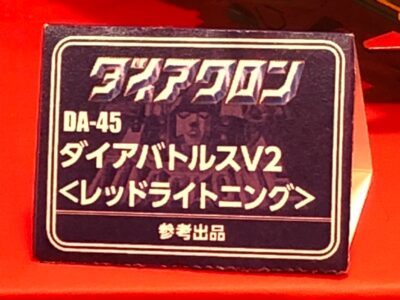 ダイアクロン
DA-45
ダイアバトルスV2
<レッドライトニング>
参考出品